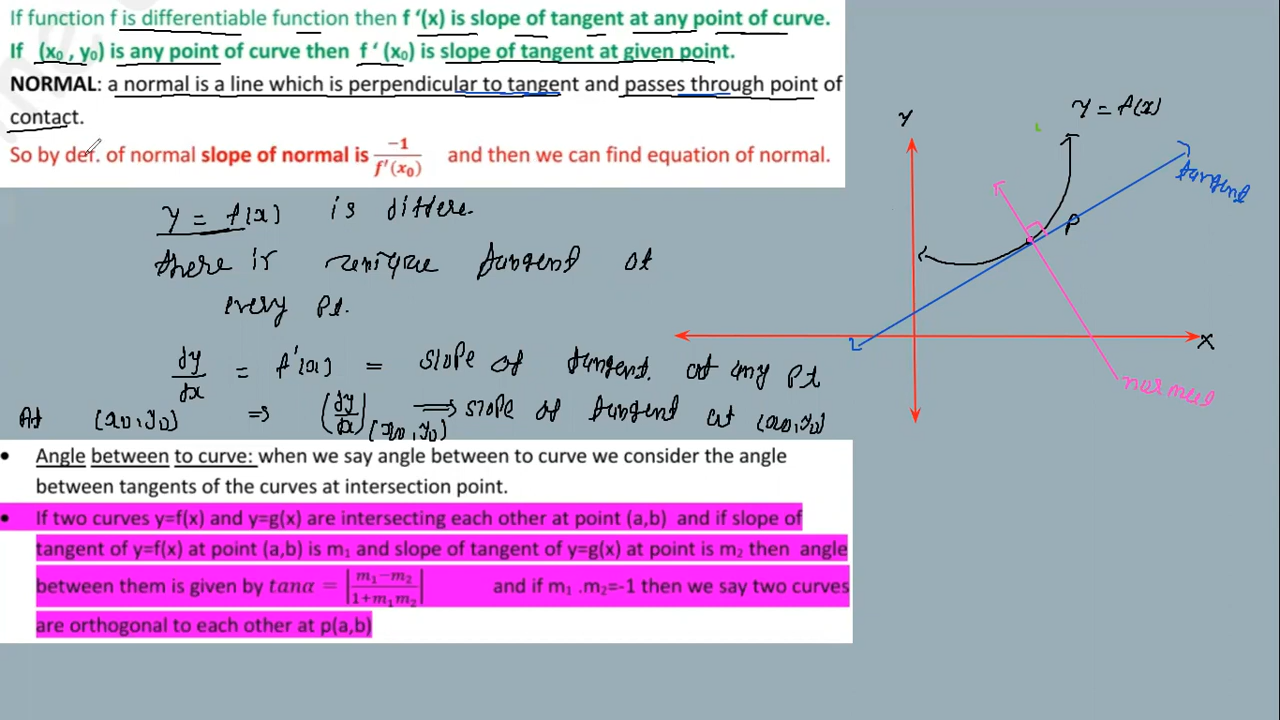 If function f is differentiable function then f '(x) is slope of tangent at any point of curve.
If (x₀ , y₀) is any point of curve then f ' (x₀) is slope of tangent at given point.
NORMAL: a normal is a line which is perpendicular to tangent and passes through point of
contact.
So by def. of normal slope of normal is -1/f'(x₀) and then we can find equation of normal.
y = f(x) is differe.
there is unique tangent at
every pt.
dy/dx = f'(x) = slope of tangent. at any pt
At (x₀,y₀) ⇒ (dy/dx)(x₀,y₀) ⟹ slope of tangent at (x₀,y₀)
• Angle between to curve: when we say angle between to curve we consider the angle
between tangents of the curves at intersection point.
• If two curves y=f(x) and y=g(x) are intersecting each other at point (a,b) and if slope of
tangent of y=f(x) at point (a,b) is m₁ and slope of tangent of y=g(x) at point is m₂ then angle
between them is given by tanα = |m₁−m₂/1+m₁m₂| and if m₁ .m₂=-1 then we say two curves
are orthogonal to each other at p(a,b)
Y
y = f(x)
tangent
P
X
normal